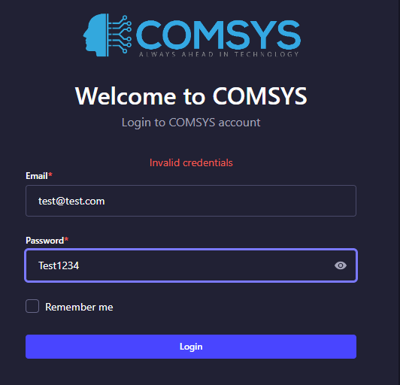 COMSYS
ALWAYS AHEAD IN TECHNOLOGY
Welcome to COMSYS
Login to COMSYS account
Invalid credentials
Email*
test@test.com
Password*
Test1234
Remember me
Login